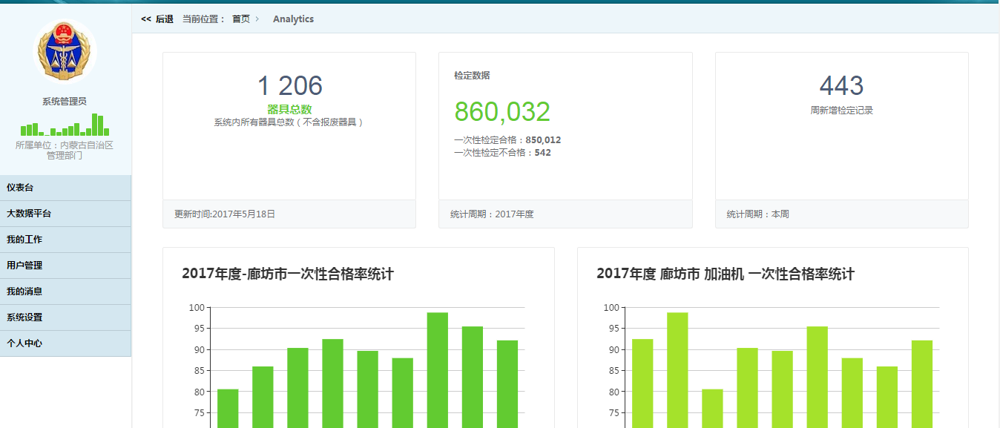 << 后退 当前位置： 首页 > Analytics
系统管理员
所属单位：内蒙古自治区
管理部门
仪表台
大数据平台
我的工作
用户管理
我的消息
系统设置
个人中心
1 206
器具总数
系统内所有器具总数（不含报废器具）
更新时间:2017年5月18日
检定数据
860,032
一次性检定合格：850,012
一次性检定不合格：542
统计周期：2017年度
443
周新增检定记录
统计周期：本周
2017年度-廊坊市一次性合格率统计
100
95
90
85
80
75
2017年度 廊坊市 加油机 一次性合格率统计
100
95
90
85
80
75